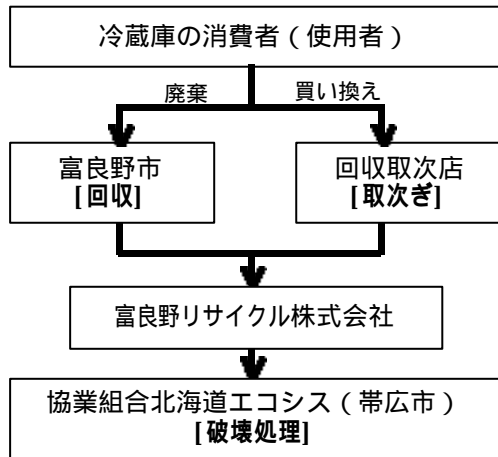 冷蔵庫の消費者（使用者）
廃棄
買い換え
富良野市
[回収]
回収取次店
[取次ぎ]
富良野リサイクル株式会社
協業組合北海道エコシス（帯広市）
[破壊処理]